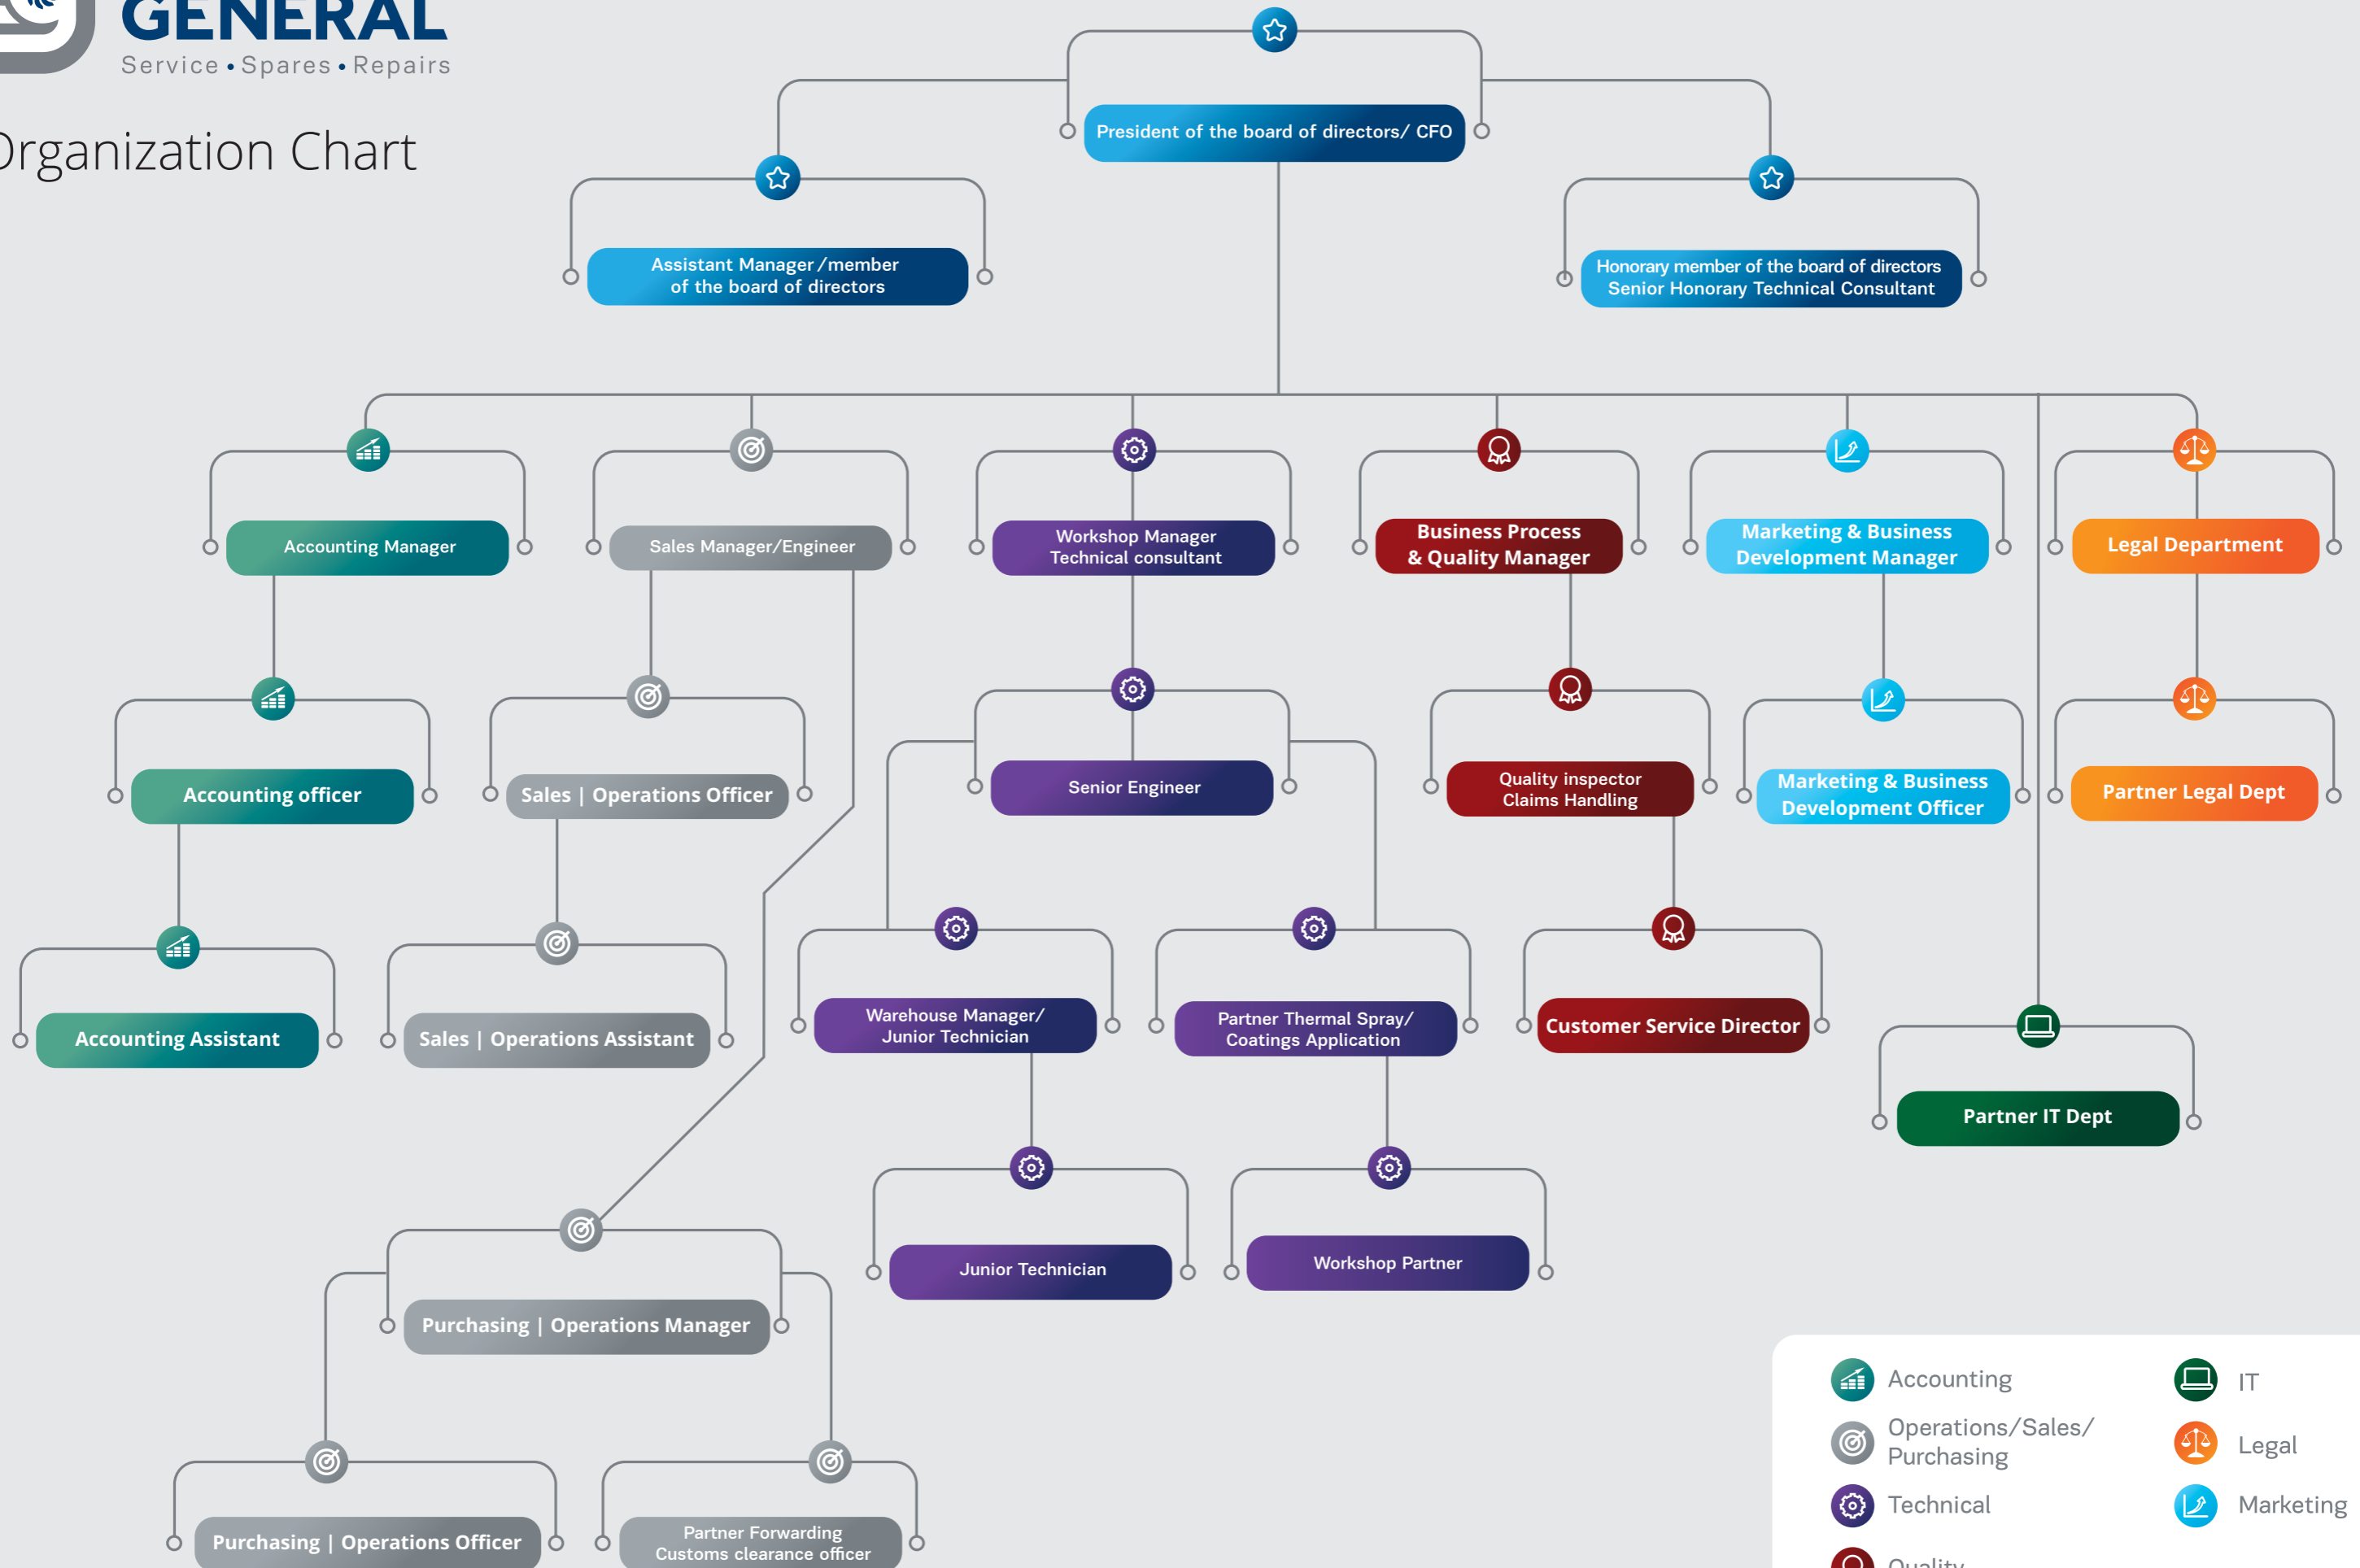 GENERAL
Service • Spares • Repairs
Organization Chart
President of the board of directors/ CFO
Assistant Manager/member
of the board of directors
Honorary member of the board of directors
Senior Honorary Technical Consultant
Accounting Manager
Sales Manager/Engineer
Workshop Manager
Technical consultant
Business Process
& Quality Manager
Marketing & Business
Development Manager
Legal Department
Accounting officer
Sales | Operations Officer
Senior Engineer
Quality inspector
Claims Handling
Marketing & Business
Development Officer
Partner Legal Dept
Accounting Assistant
Sales | Operations Assistant
Warehouse Manager/
Junior Technician
Partner Thermal Spray/
Coatings Application
Customer Service Director
Partner IT Dept
Junior Technician
Workshop Partner
Purchasing | Operations Manager
Purchasing | Operations Officer
Partner Forwarding
Customs clearance officer
Accounting
Operations/Sales/
Purchasing
Technical
Quality
IT
Legal
Marketing